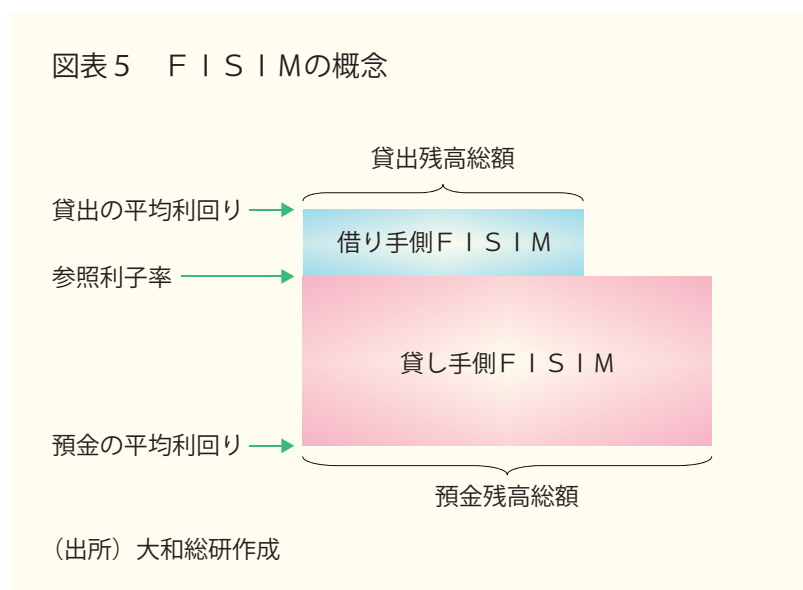 図表５　ＦＩＳＩＭの概念
貸出残高総額
貸出の平均利回り
借り手側ＦＩＳＩＭ
参照利子率
貸し手側ＦＩＳＩＭ
預金の平均利回り
預金残高総額
（出所）大和総研作成